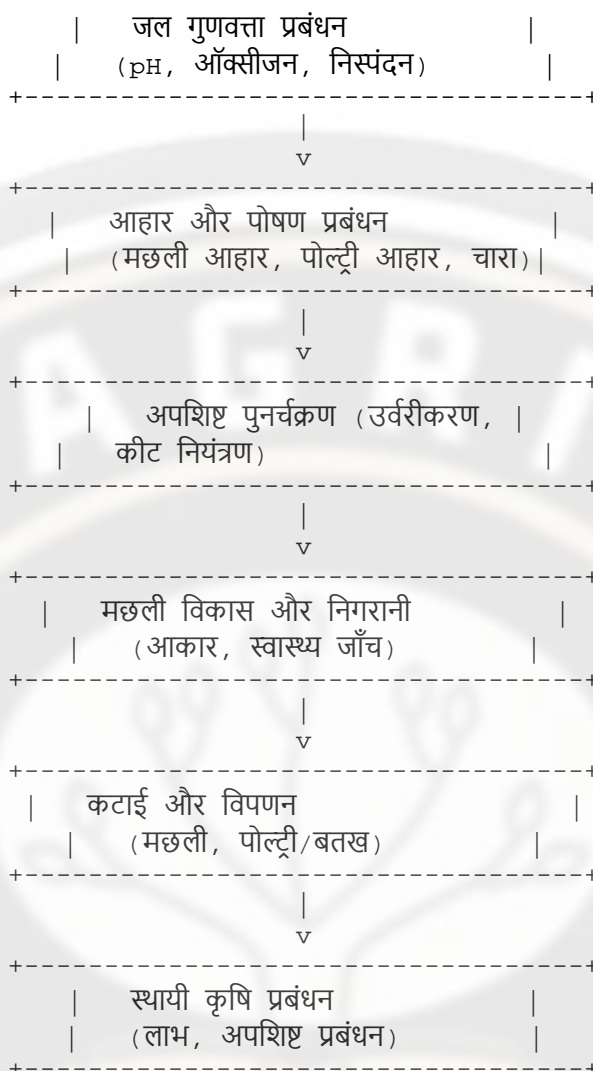 | जल गुणवत्ता प्रबंधन |
| (pH, ऑक्सीजन, निस्पंदन) |
+----------------------------------+
|
v
+----------------------------------+
| आहार और पोषण प्रबंधन |
| (मछली आहार, पोल्ट्री आहार, चारा)|
+----------------------------------+
|
v
+----------------------------------+
| अपशिष्ट पुनर्चक्रण (उर्वरीकरण, |
| कीट नियंत्रण) |
+----------------------------------+
|
v
+----------------------------------+
| मछली विकास और निगरानी |
| (आकार, स्वास्थ्य जाँच) |
+----------------------------------+
|
v
+----------------------------------+
| कटाई और विपणन |
| (मछली, पोल्ट्री/बतख) |
+----------------------------------+
|
v
+----------------------------------+
| स्थायी कृषि प्रबंधन |
| (लाभ, अपशिष्ट प्रबंधन) |
+----------------------------------+
AGRI